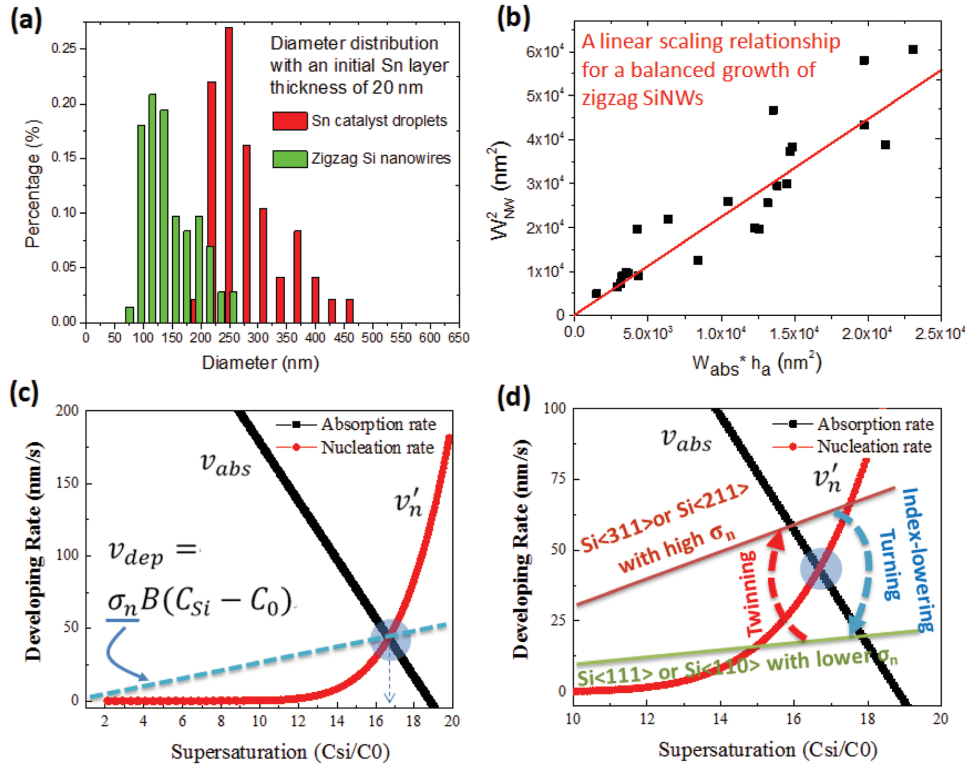 (a)
Percentage (%)
0.25
0.20
0.15
0.10
0.05
0.00
Diameter distribution
with an initial Sn layer
thickness of 20 nm
Sn catalyst droplets
Zigzag Si nanowires
0 50 100 150 200 250 300 350 400 450 500 550 600 650
Diameter (nm)
(b)
W²NW (nm²)
6x10⁴
5x10⁴
4x10⁴
3x10⁴
2x10⁴
1x10⁴
0
A linear scaling relationship
for a balanced growth of
zigzag SiNWs
0.0 5.0x10³ 1.0x10⁴ 1.5x10⁴ 2.0x10⁴ 2.5x10⁴
Wabs* ha (nm²)
(c)
Developing Rate (nm/s)
200
150
100
50
0
Absorption rate
Nucleation rate
vabs
v′n
vdep =
σnB(CSi − C0)
2 4 6 8 10 12 14 16 18 20
Supersaturation (Csi/C0)
(d)
Developing Rate (nm/s)
100
75
50
25
0
Absorption rate
Nucleation rate
vabs
v′n
Si<311>or Si<211>
with high σn
Twinning
Index-lowering
Turning
Si<111> or Si<110> with lower σn
10 12 14 16 18 20
Supersaturation (Csi/C0)